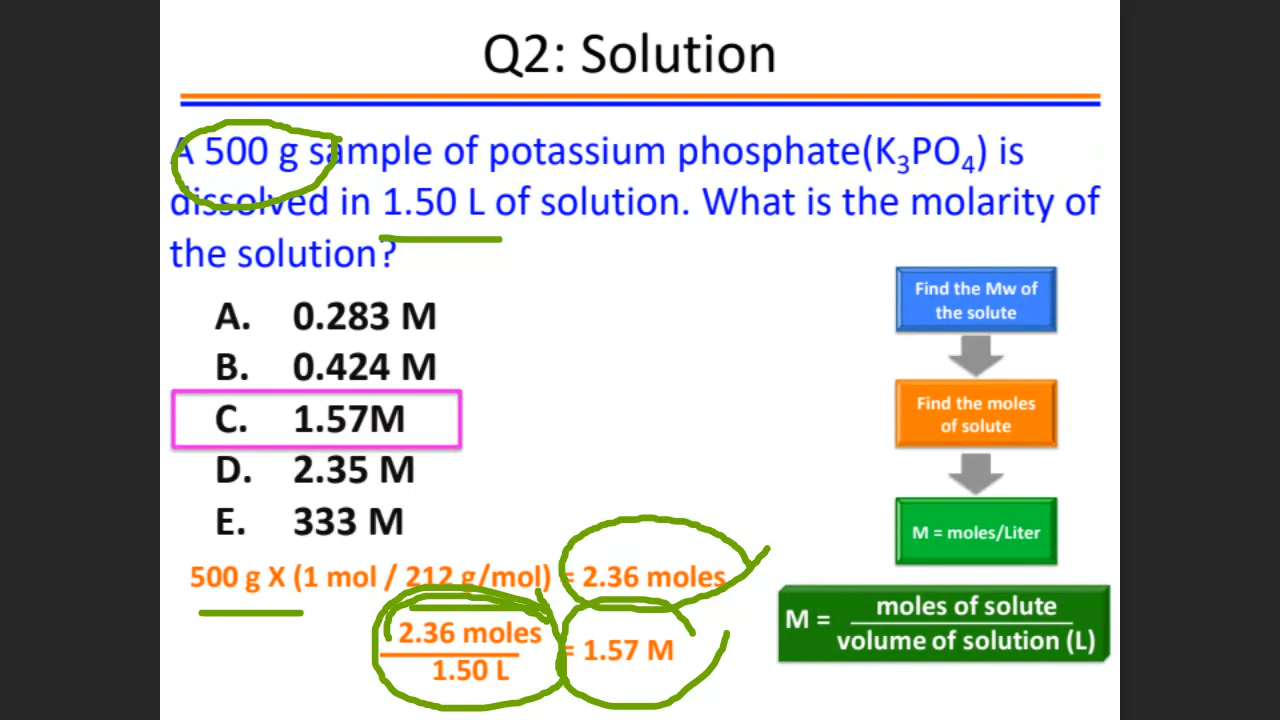 Q2: Solution
A 500 g sample of potassium phosphate(K₃PO₄) is
dissolved in 1.50 L of solution. What is the molarity of
the solution?
A. 0.283 M
B. 0.424 M
C. 1.57M
D. 2.35 M
E. 333 M
500 g X (1 mol / 212 g/mol) = 2.36 moles
2.36 moles
1.50 L
= 1.57 M
Find the Mw of
the solute
Find the moles
of solute
M = moles/Liter
M =
moles of solute
volume of solution (L)